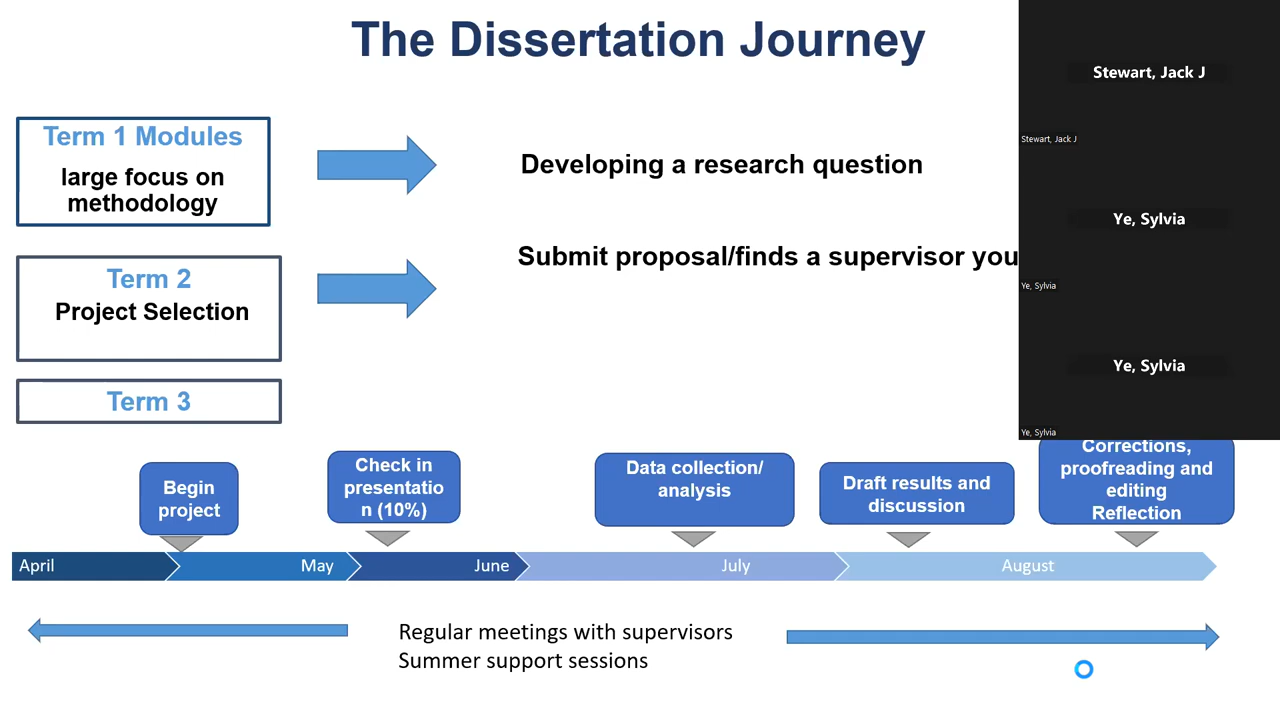 The Dissertation Journey
Term 1 Modules
large focus on
methodology
Developing a research question
Term 2
Project Selection
Submit proposal/finds a supervisor you
Term 3
Stewart, Jack J
Stewart, Jack J
Ye, Sylvia
Ye, Sylvia
Ye, Sylvia
Ye, Sylvia
Begin
project
Check in
presentatio
n (10%)
Data collection/
analysis
Draft results and
discussion
Corrections,
proofreading and
editing
Reflection
April
May
June
July
August
Regular meetings with supervisors
Summer support sessions